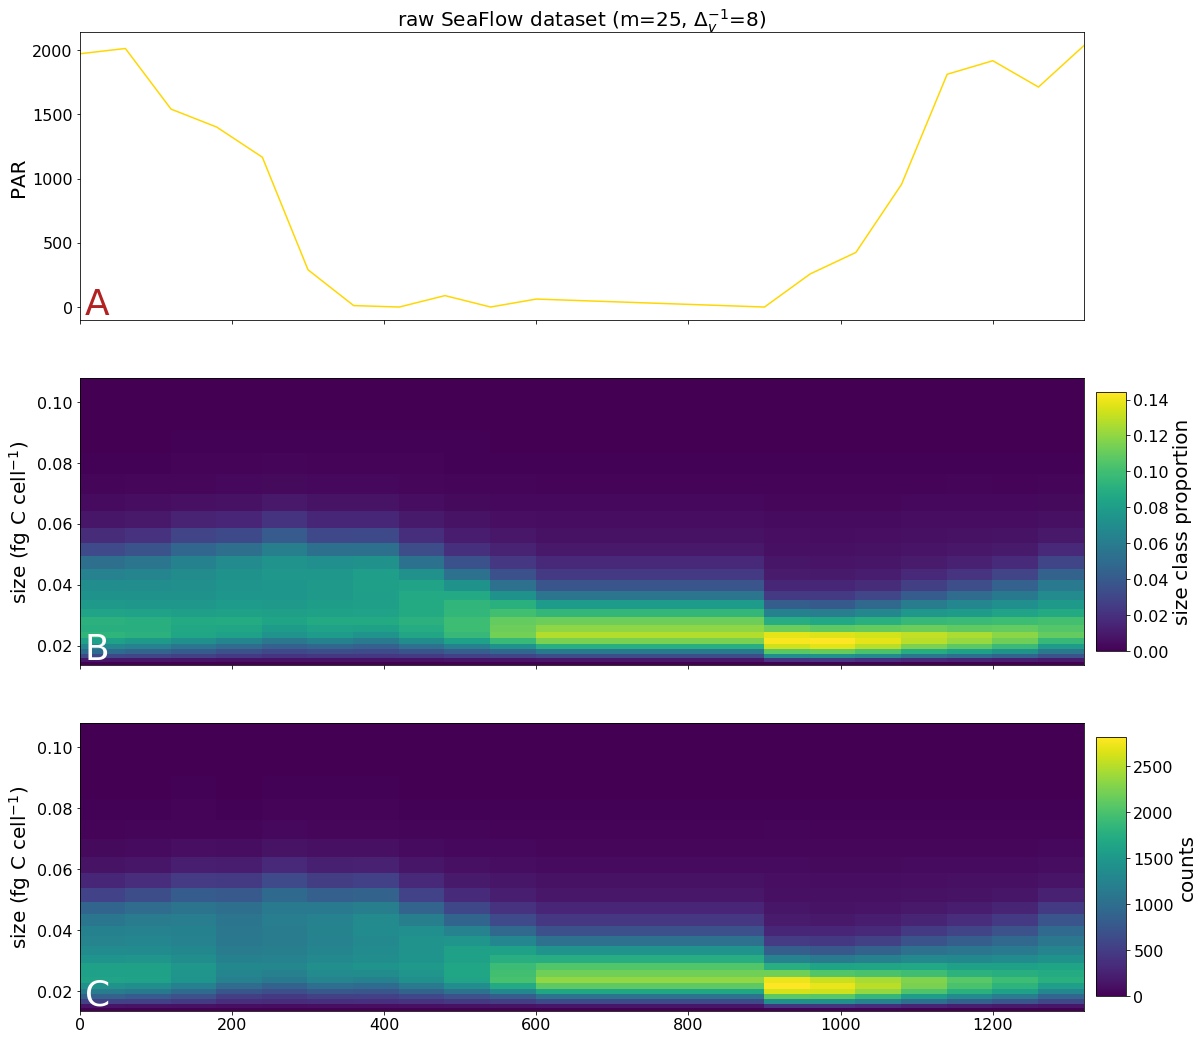 raw SeaFlow dataset (m=25, Δ_v^{-1}=8)
2000
1500
1000
500
0
PAR
A
0.10
0.08
0.06
0.04
0.02
size (fg C cell⁻¹)
B
0.14
0.12
0.10
0.08
0.06
0.04
0.02
0.00
size class proportion
0.10
0.08
0.06
0.04
0.02
size (fg C cell⁻¹)
C
2500
2000
1500
1000
500
0
counts
0 200 400 600 800 1000 1200